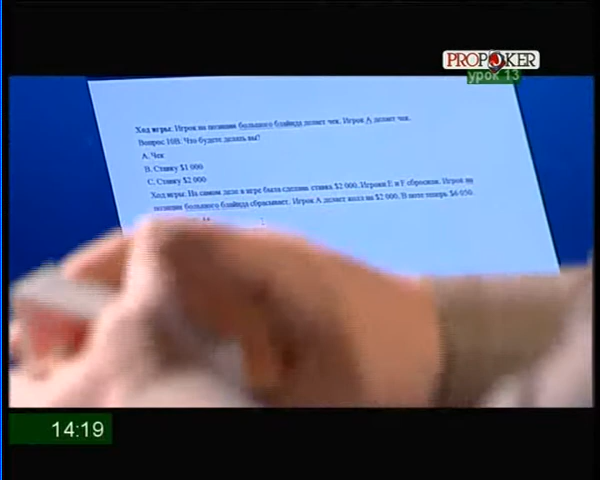 PROPOKER
урок 13
Ход игры: Игрок на позиции большого блайнда делает чек. Игрок А делает чек.
Вопрос 10В. Что будете делать вы?
А. Чек
В. Ставку $1 000
С. Ставку $2 000
Ход игры: На самом деле в игре была сделана ставка $2 000. Игроки Е и F сбросили. Игрок на
позиции большого блайнда сбрасывает. Игрок А делает колл на $2 000. В поте теперь $6 050.
14:19